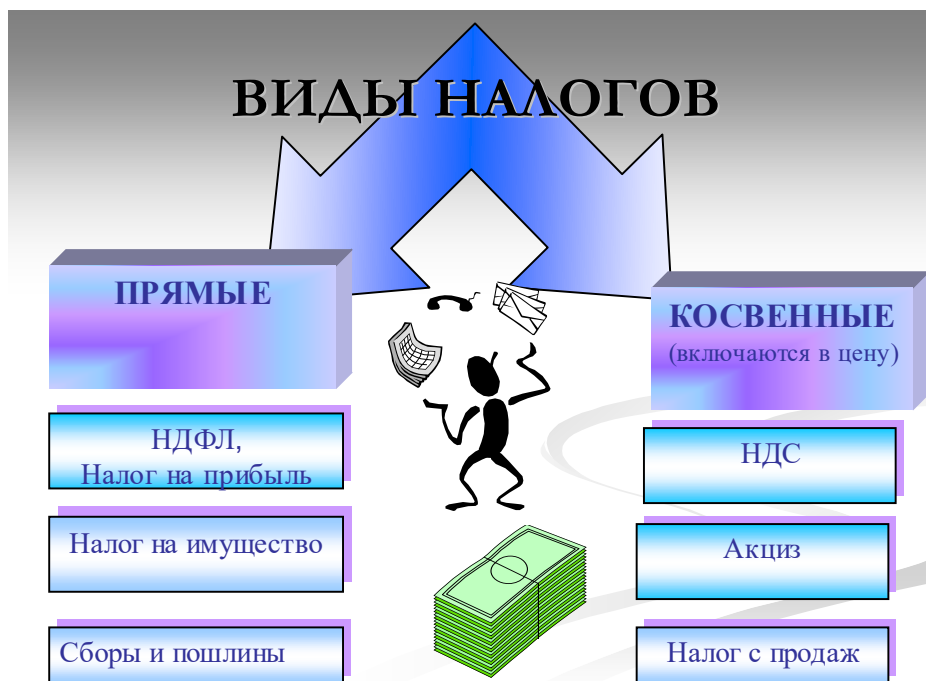 ВИДЫ НАЛОГОВ
ПРЯМЫЕ
НДФЛ,
Налог на прибыль
Налог на имущество
Сборы и пошлины
КОСВЕННЫЕ
(включаются в цену)
НДС
Акциз
Налог с продаж